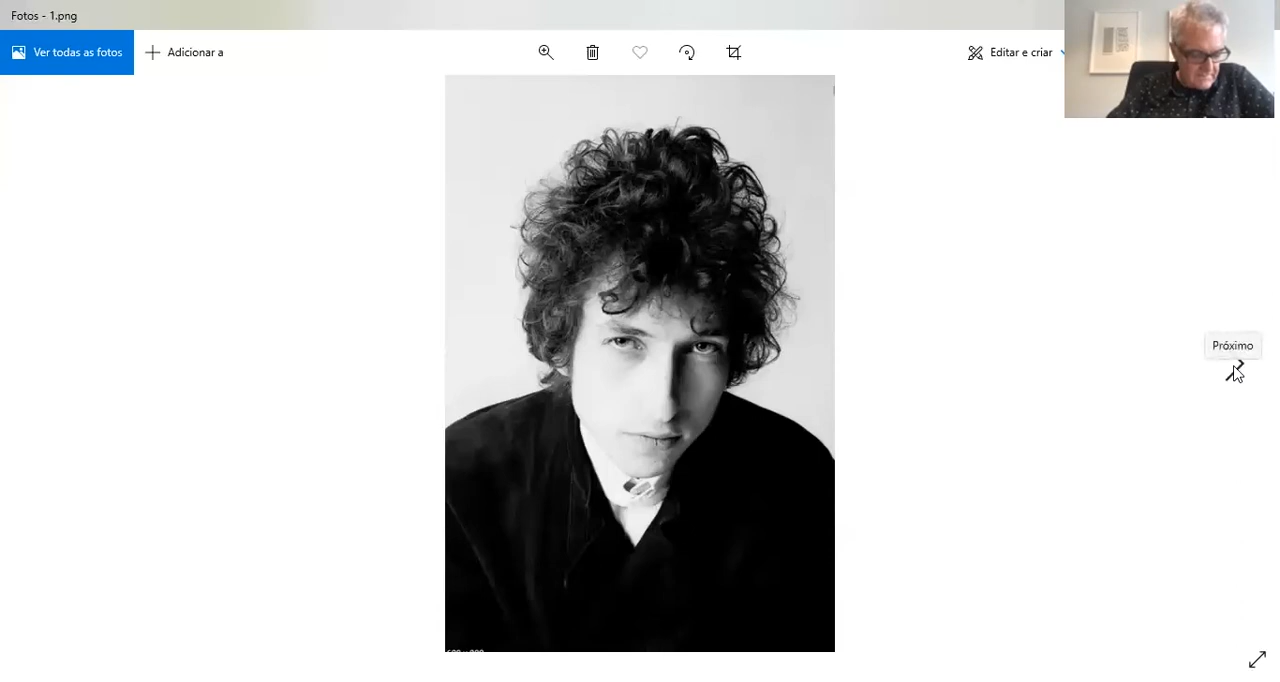 Fotos - 1.png
Ver todas as fotos
Adicionar a
Editar e criar
Próximo